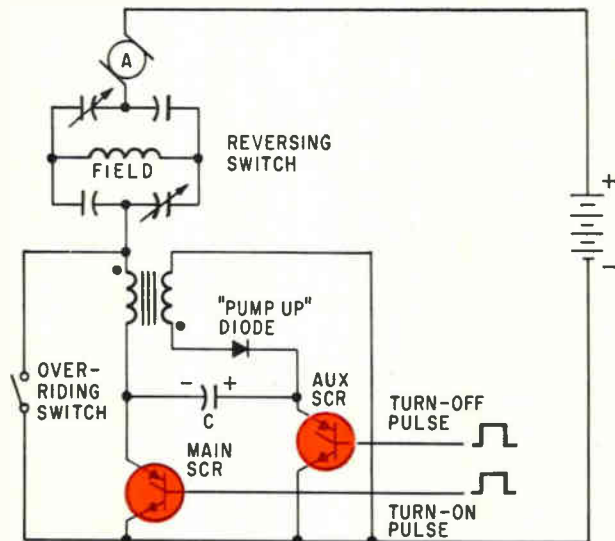 A
REVERSING
SWITCH
FIELD
+
−
"PUMP UP"
DIODE
OVER-
RIDING
SWITCH
− +
C
AUX
SCR
TURN-OFF
PULSE
MAIN
SCR
TURN-ON
PULSE